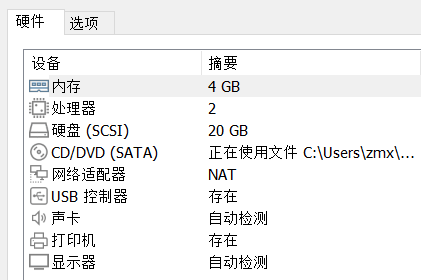 硬件 选项
设备 摘要
内存 4 GB
处理器 2
硬盘 (SCSI) 20 GB
CD/DVD (SATA) 正在使用文件 C:\Users\zmx\...
网络适配器 NAT
USB 控制器 存在
声卡 自动检测
打印机 存在
显示器 自动检测